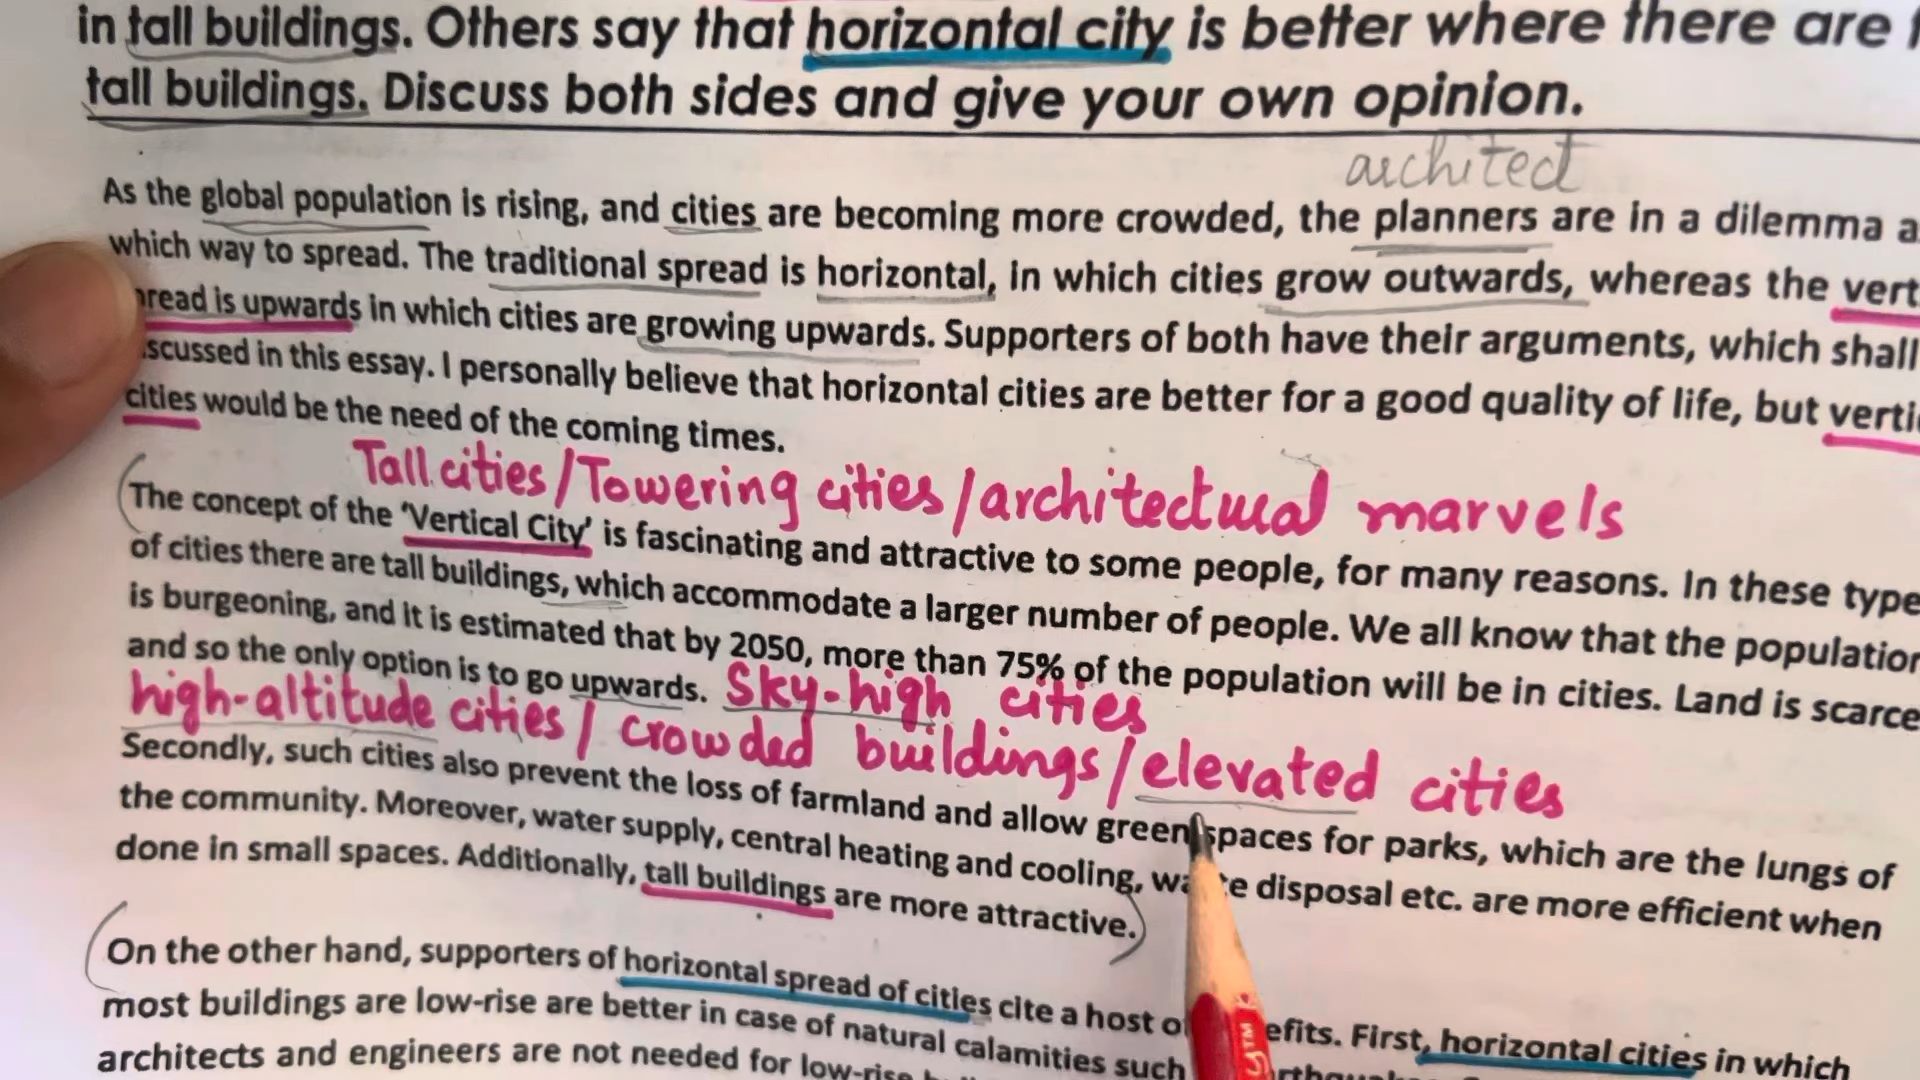 in tall buildings. Others say that horizontal city is better where there are
tall buildings. Discuss both sides and give your own opinion.
architect
As the global population is rising, and cities are becoming more crowded, the planners are in a dilemma
which way to spread. The traditional spread is horizontal, in which cities grow outwards, whereas the vert
pread is upwards in which cities are growing upwards. Supporters of both have their arguments, which shall
scussed in this essay. I personally believe that horizontal cities are better for a good quality of life, but verti
cities would be the need of the coming times.
Tall cities/Towering cities/architectural marvels
The concept of the 'Vertical City' is fascinating and attractive to some people, for many reasons. In these type
of cities there are tall buildings, which accommodate a larger number of people. We all know that the population
is burgeoning, and it is estimated that by 2050, more than 75% of the population will be in cities. Land is scarce
and so the only option is to go upwards. Sky-high cities
high-altitude cities/ crowded buildings/elevated cities
Secondly, such cities also prevent the loss of farmland and allow green spaces for parks, which are the lungs of
the community. Moreover, water supply, central heating and cooling, disposal etc. are more efficient when
done in small spaces. Additionally, tall buildings are more attractive.
On the other hand, supporters of horizontal spread of cities cite a host efits. First, horizontal cities in which
most buildings are low-rise are better in case of natural calamities such
architects and engineers are not needed for low-rise